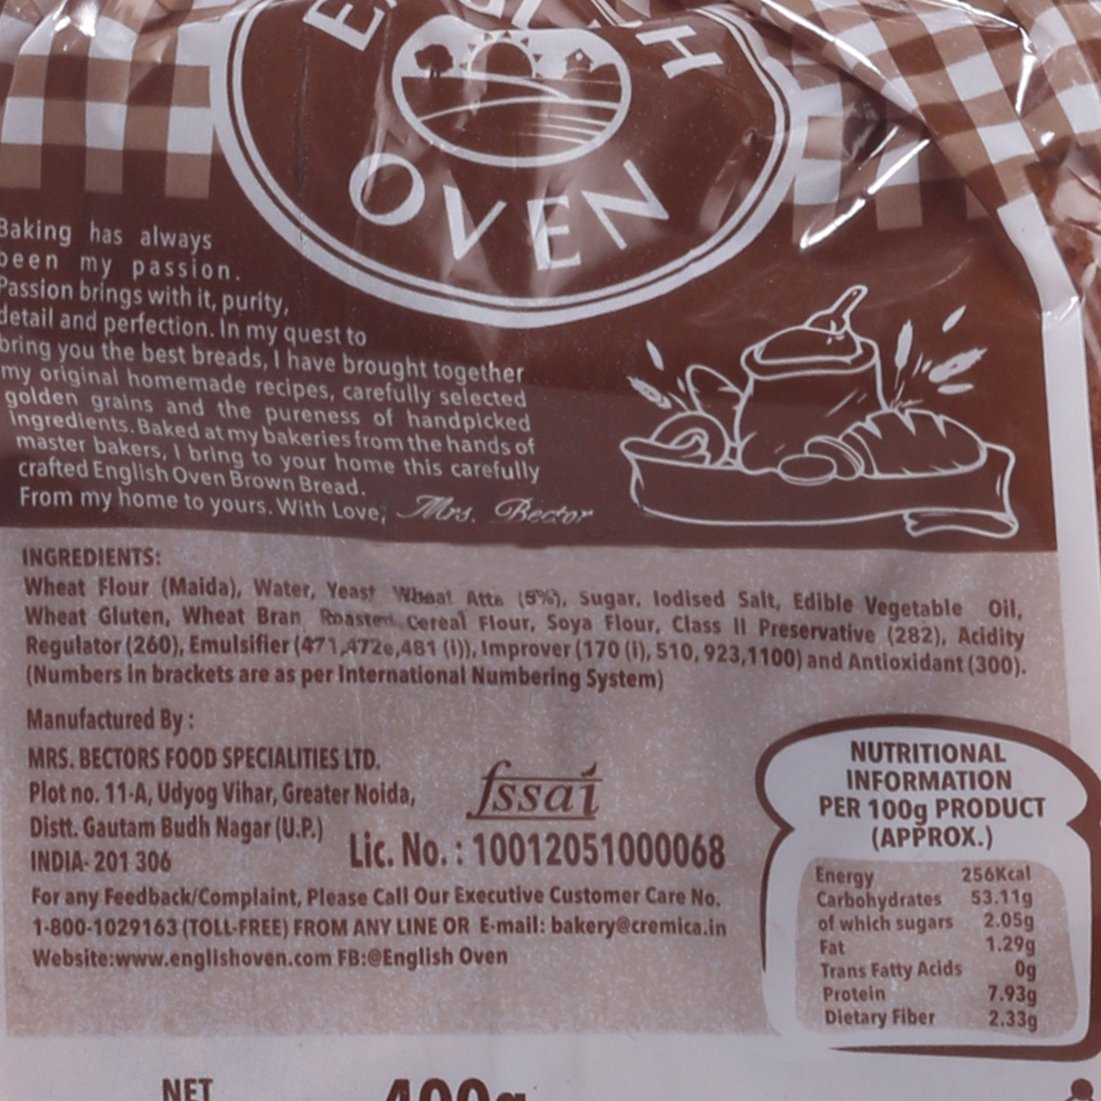 ENGLISH
OVEN
Baking has always
been my passion.
Passion brings with it, purity,
detail and perfection. In my quest to
bring you the best breads, I have brought together
my original homemade recipes, carefully selected
golden grains and the pureness of handpicked
ingredients. Baked at my bakeries from the hands of
master bakers, I bring to your home this carefully
crafted English Oven Brown Bread.
From my home to yours. With Love, Mrs. Bector
INGREDIENTS:
Wheat Flour (Maida), Water, Yeast Wheat Atta (5%), Sugar, Iodised Salt, Edible Vegetable Oil,
Wheat Gluten, Wheat Bran Roasted Cereal Flour, Soya Flour, Class II Preservative (282), Acidity
Regulator (260), Emulsifier (471,472e,481 (i)), Improver (170 (i), 510, 923,1100) and Antioxidant (300).
(Numbers in brackets are as per International Numbering System)
Manufactured By :
MRS. BECTORS FOOD SPECIALITIES LTD.
Plot no. 11-A, Udyog Vihar, Greater Noida,
Distt. Gautam Budh Nagar (U.P.)
INDIA- 201 306
fssai
Lic. No. : 10012051000068
For any Feedback/Complaint, Please Call Our Executive Customer Care No.
1-800-1029163 (TOLL-FREE) FROM ANY LINE OR E-mail: bakery@cremica.in
Website:www.englishoven.com FB:@English Oven
NUTRITIONAL
INFORMATION
PER 100g PRODUCT
(APPROX.)
Energy 256Kcal
Carbohydrates 53.11g
of which sugars 2.05g
Fat 1.29g
Trans Fatty Acids 0g
Protein 7.93g
Dietary Fiber 2.33g
NET 400g